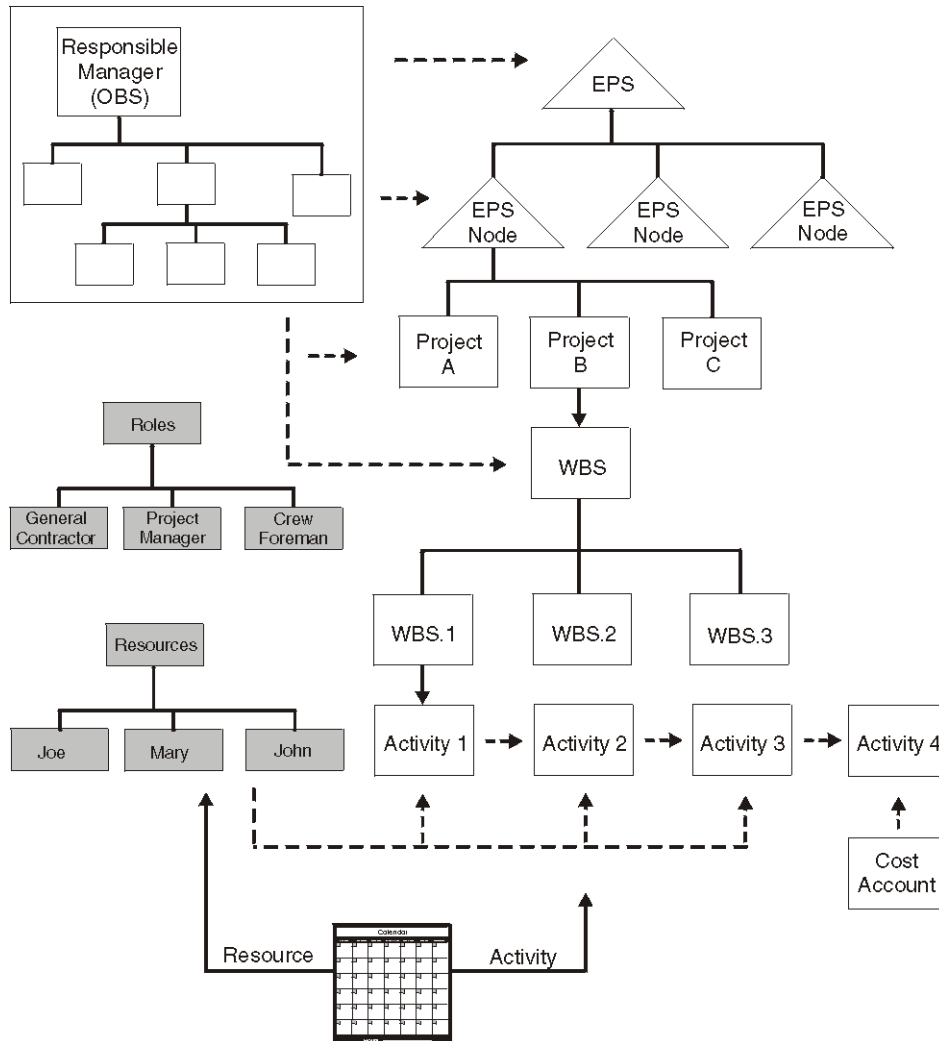 Responsible
Manager
(OBS)
EPS
EPS
Node
EPS
Node
EPS
Node
Project
A
Project
B
Project
C
Roles
General
Contractor
Project
Manager
Crew
Foreman
WBS
WBS.1
WBS.2
WBS.3
Resources
Joe
Mary
John
Activity 1
Activity 2
Activity 3
Activity 4
Cost
Account
Calendar
Resource
Activity